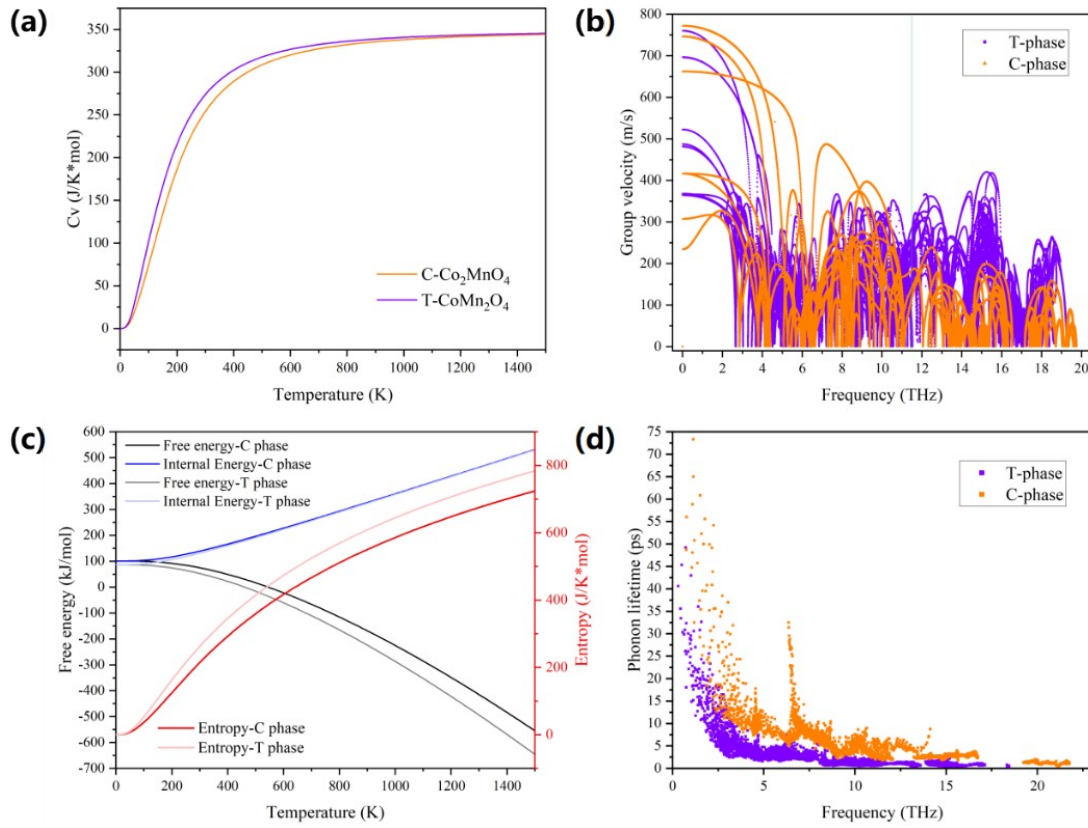 (a)
350
300
250
200
150
100
50
0
Cv (J/K*mol)
C-Co₂MnO₄
T-CoMn₂O₄
0 200 400 600 800 1000 1200 1400
Temperature (K)
(b)
800
700
600
500
400
300
200
100
0
Group velocity (m/s)
T-phase
C-phase
0 2 4 6 8 10 12 14 16 18 20
Frequency (THz)
(c)
600
500
400
300
200
100
0
-100
-200
-300
-400
-500
-600
-700
Free energy (kJ/mol)
Free energy-C phase
Internal Energy-C phase
Free energy-T phase
Internal Energy-T phase
Entropy-C phase
Entropy-T phase
800
600
400
200
0
Entropy (J/K*mol)
0 200 400 600 800 1000 1200 1400
Temperature (K)
(d)
75
70
65
60
55
50
45
40
35
30
25
20
15
10
5
0
Phonon lifetime (ps)
T-phase
C-phase
0 5 10 15 20
Frequency (THz)